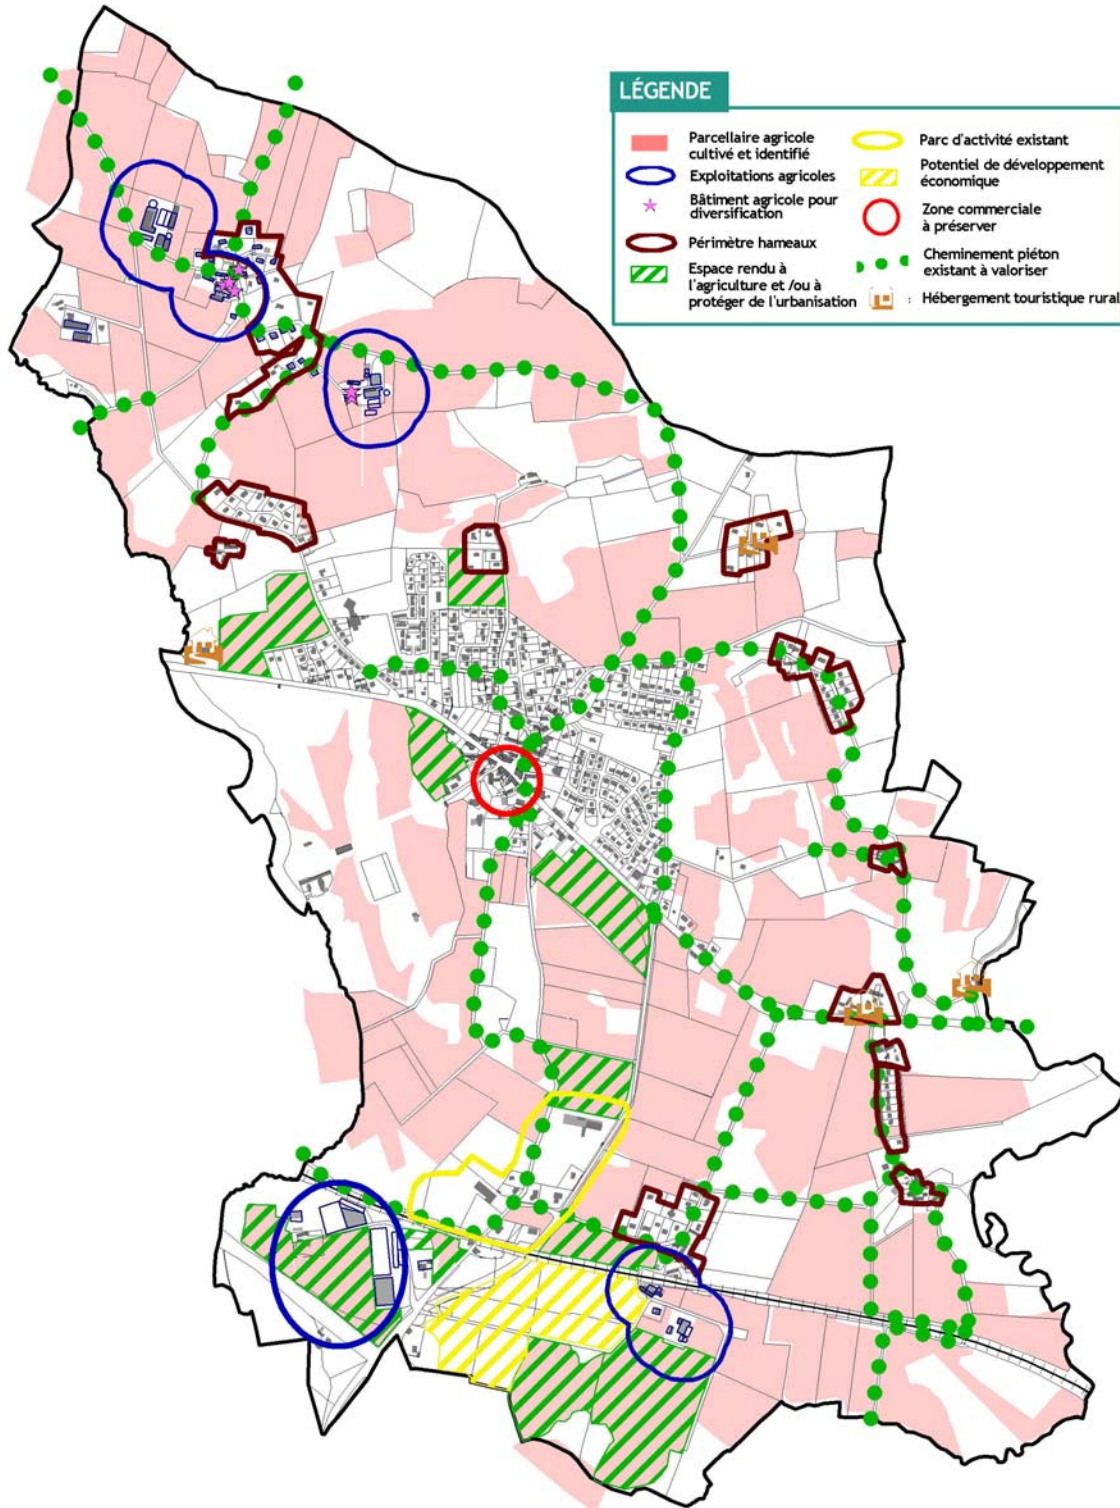 LÉGENDE
Parcellaire agricole
cultivé et identifié
Exploitations agricoles
Bâtiment agricole pour
diversification
Périmètre hameaux
Espace rendu à
l'agriculture et /ou à
protéger de l'urbanisation
Parc d'activité existant
Potentiel de développement
économique
Zone commerciale
à préserver
Cheminement piéton
existant à valoriser
: Hébergement touristique rural